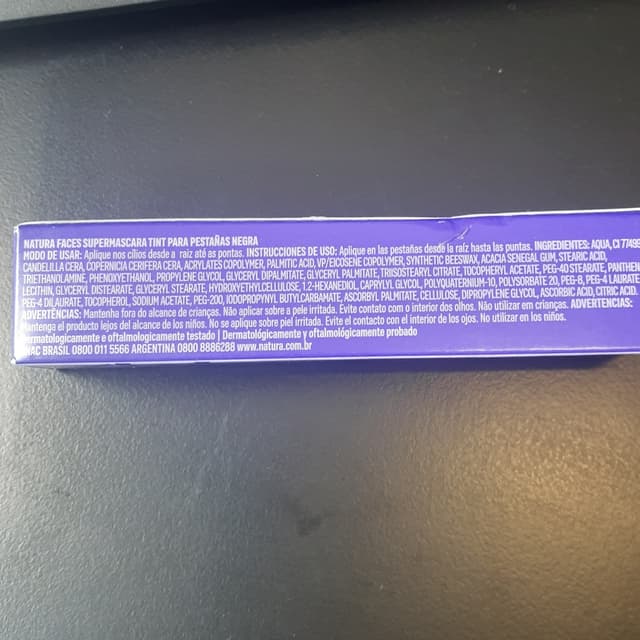 NATURA FACES SUPERMASCARA TINT PARA PESTAÑAS NEGRA
MODO DE USAR: Aplique nos cílios desde a raiz até as pontas. INSTRUCCIONES DE USO: Aplique en las pestañas desde la raíz hasta las puntas. INGREDIENTES: AQUA, CI 77499,
CANDELILLA CERA, COPERNICIA CERIFERA CERA, ACRYLATES COPOLYMER, PALMITIC ACID, VP/EICOSENE COPOLYMER, SYNTHETIC BEESWAX, ACACIA SENEGAL GUM, STEARIC ACID,
TRIETHANOLAMINE, PHENOXYETHANOL, PROPYLENE GLYCOL, GLYCERYL DIPALMITATE, GLYCERYL PALMITATE, TRIISOSTEARYL CITRATE, TOCOPHERYL ACETATE, PEG-40 STEARATE, PANTHENOL,
LECITHIN, GLYCERYL DISTEARATE, GLYCERYL STEARATE, HYDROXYETHYLCELLULOSE, 1,2-HEXANEDIOL, CAPRYLYL GLYCOL, POLYQUATERNIUM-10, POLYSORBATE 20, PEG-8, PEG-4 LAURATE,
PEG-4 DILAURATE, TOCOPHEROL, SODIUM ACETATE, PEG-200, IODOPROPYNYL BUTYLCARBAMATE, ASCORBYL PALMITATE, CELLULOSE, DIPROPYLENE GLYCOL, ASCORBIC ACID, CITRIC ACID.
ADVERTÊNCIAS: Mantenha fora do alcance de crianças. Não aplicar sobre a pele irritada. Evite contato com o interior dos olhos. Não utilizar em crianças. ADVERTENCIAS:
Mantenga el producto lejos del alcance de los niños. No se aplique sobre piel irritada. Evite el contacto con el interior de los ojos. No utilizar en los niños.
Dermatologicamente e oftalmologicamente testado | Dermatológicamente y oftalmológicamente probado
SAC BRASIL 0800 011 5566 ARGENTINA 0800 8886288 www.natura.com.br